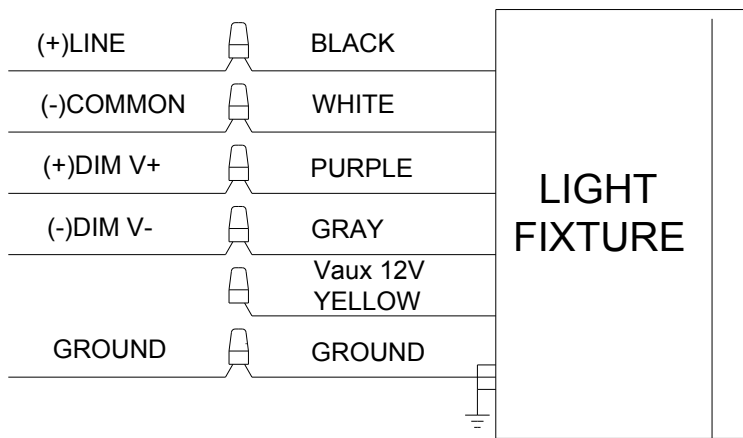 (+)LINE BLACK
(-)COMMON WHITE
(+)DIM V+ PURPLE
(-)DIM V- GRAY
Vaux 12V
YELLOW
GROUND GROUND
LIGHT
FIXTURE